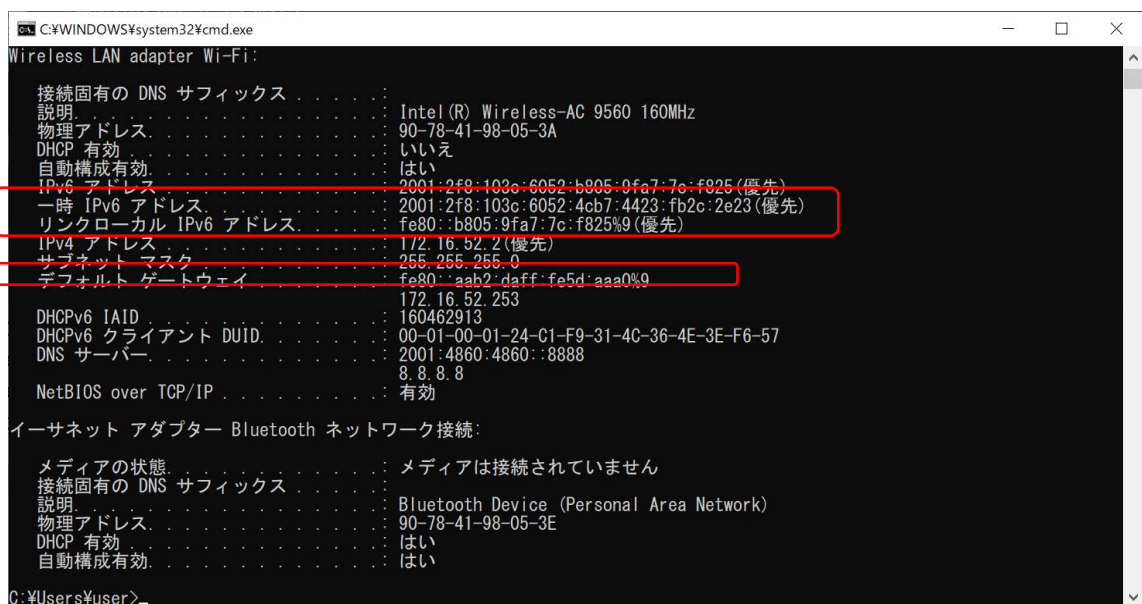 C:¥WINDOWS¥system32¥cmd.exe
Wireless LAN adapter Wi-Fi:
接続固有の DNS サフィックス . . . . .:
説明. . . . . . . . . . . . . . . . .: Intel(R) Wireless-AC 9560 160MHz
物理アドレス. . . . . . . . . . . . .: 90-78-41-98-05-3A
DHCP 有効 . . . . . . . . . . . . . .: いいえ
自動構成有効. . . . . . . . . . . . .: はい
IPv6 アドレス . . . . . . . . . . . .: 2001:2f8:103c:6052:b805:9fa7:7c:f825(優先)
一時 IPv6 アドレス. . . . . . . . . .: 2001:2f8:103c:6052:4cb7:4423:fb2c:2e23(優先)
リンクローカル IPv6 アドレス. . . . .: fe80::b805:9fa7:7c:f825%9(優先)
IPv4 アドレス . . . . . . . . . . . .: 172.16.52.2(優先)
サブネット マスク . . . . . . . . . .: 255.255.255.0
デフォルト ゲートウェイ . . . . . . .: fe80::aab2:daff:fe5d:aaa0%9
172.16.52.253
DHCPv6 IAID . . . . . . . . . . . . .: 160462913
DHCPv6 クライアント DUID. . . . . . .: 00-01-00-01-24-C1-F9-31-4C-36-4E-3E-F6-57
DNS サーバー. . . . . . . . . . . . .: 2001:4860:4860::8888
8.8.8.8
NetBIOS over TCP/IP . . . . . . . . .: 有効
イーサネット アダプター Bluetooth ネットワーク接続:
メディアの状態. . . . . . . . . . . .: メディアは接続されていません
接続固有の DNS サフィックス . . . . .:
説明. . . . . . . . . . . . . . . . .: Bluetooth Device (Personal Area Network)
物理アドレス. . . . . . . . . . . . .: 90-78-41-98-05-3E
DHCP 有効 . . . . . . . . . . . . . .: はい
自動構成有効. . . . . . . . . . . . .: はい
C:¥Users¥user>_